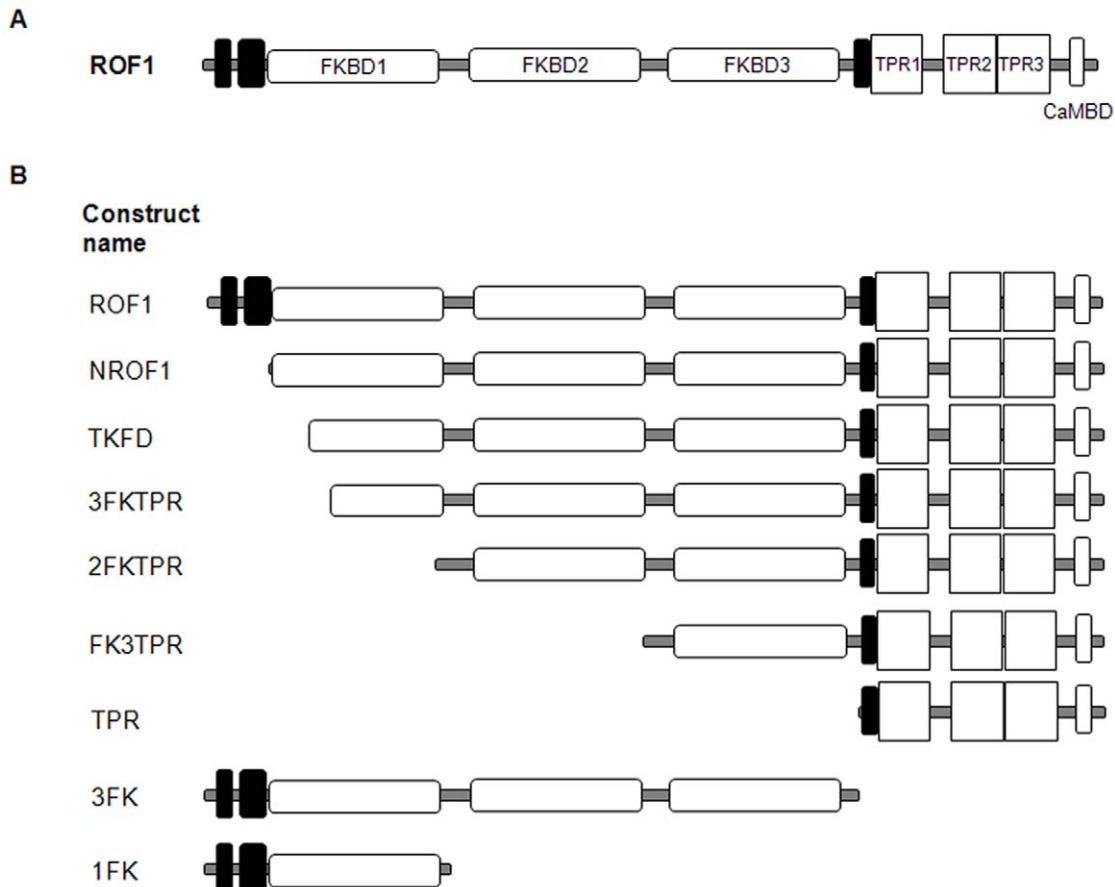 A
ROF1 FKBD1 FKBD2 FKBD3 TPR1 TPR2 TPR3
CaMBD
B
Construct
name
ROF1
NROF1
TKFD
3FKTPR
2FKTPR
FK3TPR
TPR
3FK
1FK